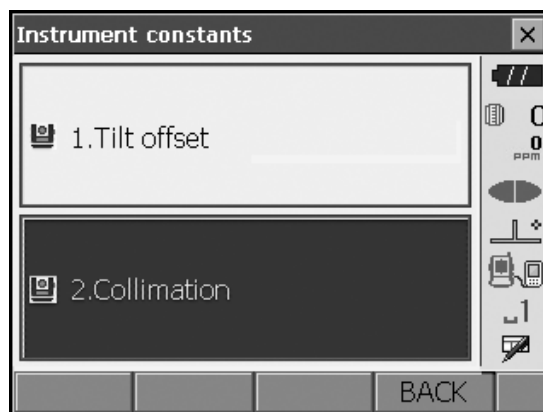 Instrument constants
1.Tilt offset
0
0
PPM
2.Collimation
1
BACK